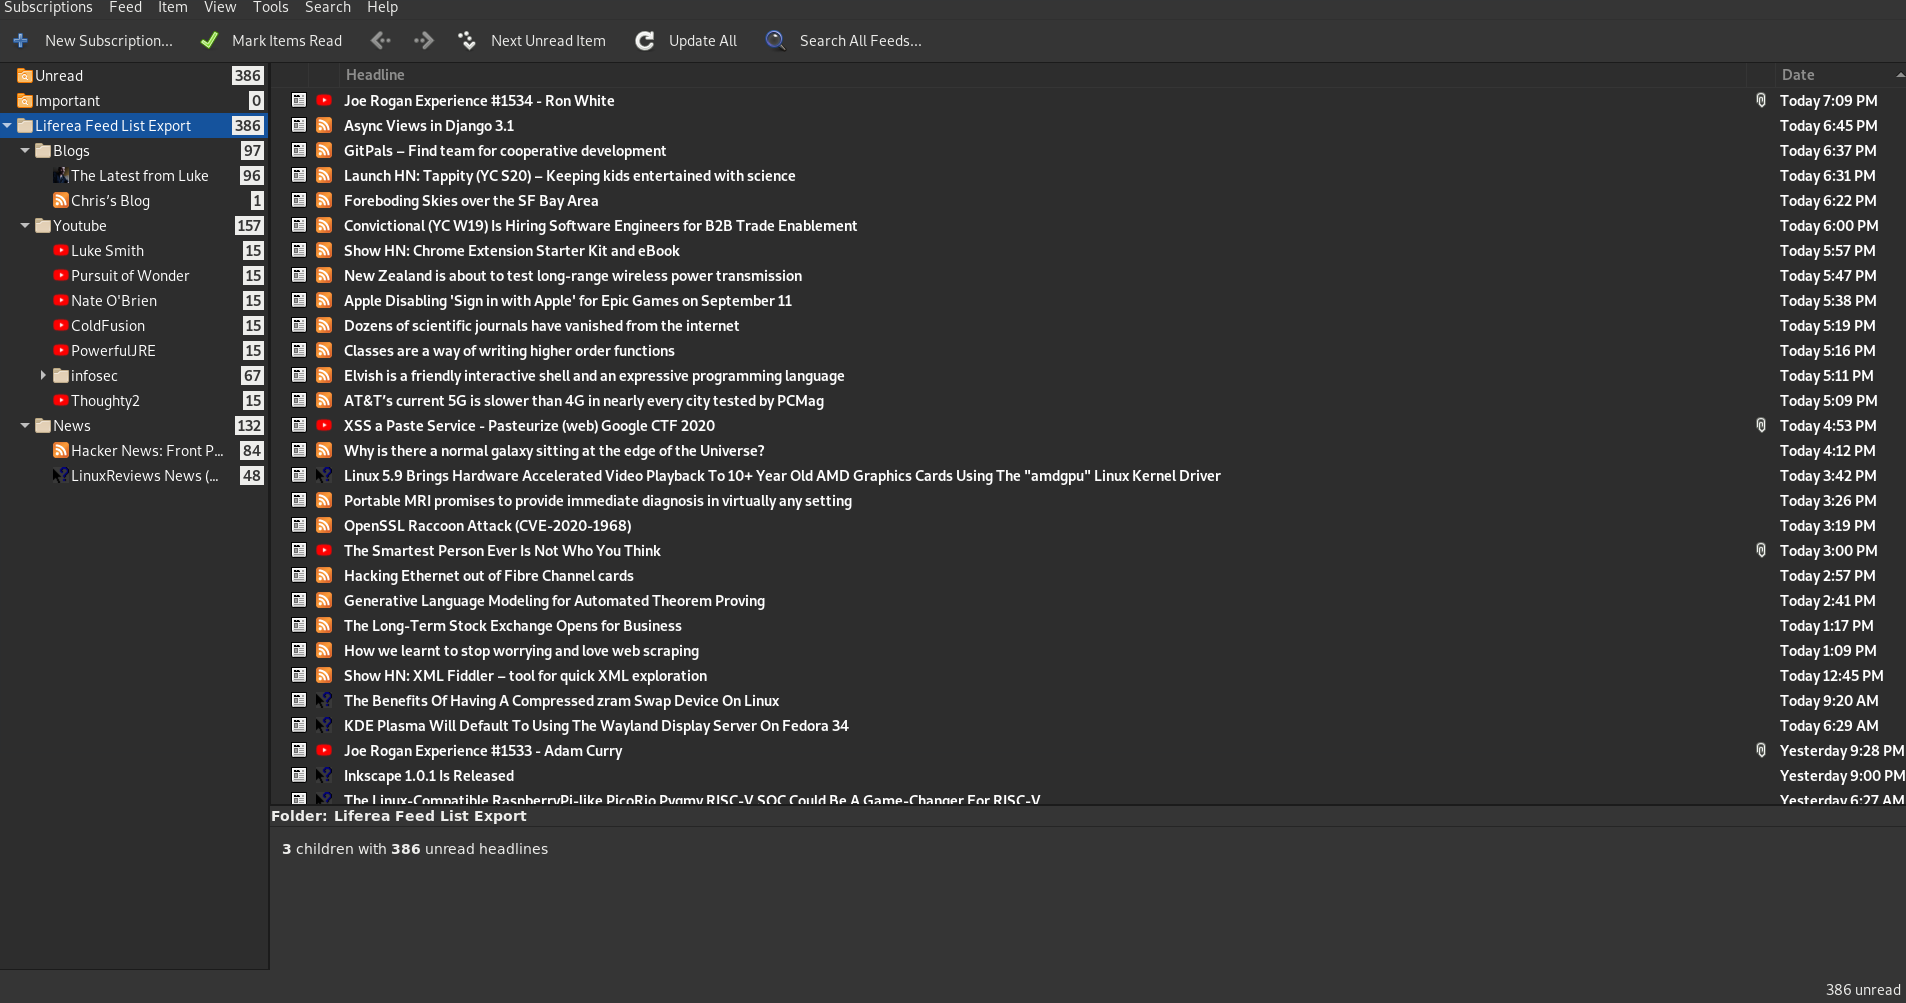 Subscriptions Feed Item View Tools Search Help
New Subscription... Mark Items Read Next Unread Item Update All Search All Feeds...
Unread 386
Important 0
Liferea Feed List Export 386
Blogs 97
The Latest from Luke 96
Chris's Blog 1
Youtube 157
Luke Smith 15
Pursuit of Wonder 15
Nate O'Brien 15
ColdFusion 15
PowerfulJRE 15
infosec 67
Thoughty2 15
News 132
Hacker News: Front P... 84
LinuxReviews News (... 48
Headline Date
Joe Rogan Experience #1534 - Ron White Today 7:09 PM
Async Views in Django 3.1 Today 6:45 PM
GitPals – Find team for cooperative development Today 6:37 PM
Launch HN: Tappity (YC S20) – Keeping kids entertained with science Today 6:31 PM
Foreboding Skies over the SF Bay Area Today 6:22 PM
Convictional (YC W19) Is Hiring Software Engineers for B2B Trade Enablement Today 6:00 PM
Show HN: Chrome Extension Starter Kit and eBook Today 5:57 PM
New Zealand is about to test long-range wireless power transmission Today 5:47 PM
Apple Disabling 'Sign in with Apple' for Epic Games on September 11 Today 5:38 PM
Dozens of scientific journals have vanished from the internet Today 5:19 PM
Classes are a way of writing higher order functions Today 5:16 PM
Elvish is a friendly interactive shell and an expressive programming language Today 5:11 PM
AT&T's current 5G is slower than 4G in nearly every city tested by PCMag Today 5:09 PM
XSS a Paste Service - Pasteurize (web) Google CTF 2020 Today 4:53 PM
Why is there a normal galaxy sitting at the edge of the Universe? Today 4:12 PM
Linux 5.9 Brings Hardware Accelerated Video Playback To 10+ Year Old AMD Graphics Cards Using The "amdgpu" Linux Kernel Driver Today 3:42 PM
Portable MRI promises to provide immediate diagnosis in virtually any setting Today 3:26 PM
OpenSSL Raccoon Attack (CVE-2020-1968) Today 3:19 PM
The Smartest Person Ever Is Not Who You Think Today 3:00 PM
Hacking Ethernet out of Fibre Channel cards Today 2:57 PM
Generative Language Modeling for Automated Theorem Proving Today 2:41 PM
The Long-Term Stock Exchange Opens for Business Today 1:17 PM
How we learnt to stop worrying and love web scraping Today 1:09 PM
Show HN: XML Fiddler – tool for quick XML exploration Today 12:45 PM
The Benefits Of Having A Compressed zram Swap Device On Linux Today 9:20 AM
KDE Plasma Will Default To Using The Wayland Display Server On Fedora 34 Today 6:29 AM
Joe Rogan Experience #1533 - Adam Curry Yesterday 9:28 PM
Inkscape 1.0.1 Is Released Yesterday 9:00 PM
The Linux-Compatible RaspberryPi-like PicoRio Pygmy RISC-V SOC Could Be A Game-Changer For RISC-V Yesterday 6:27 AM
Folder: Liferea Feed List Export
3 children with 386 unread headlines
386 unread